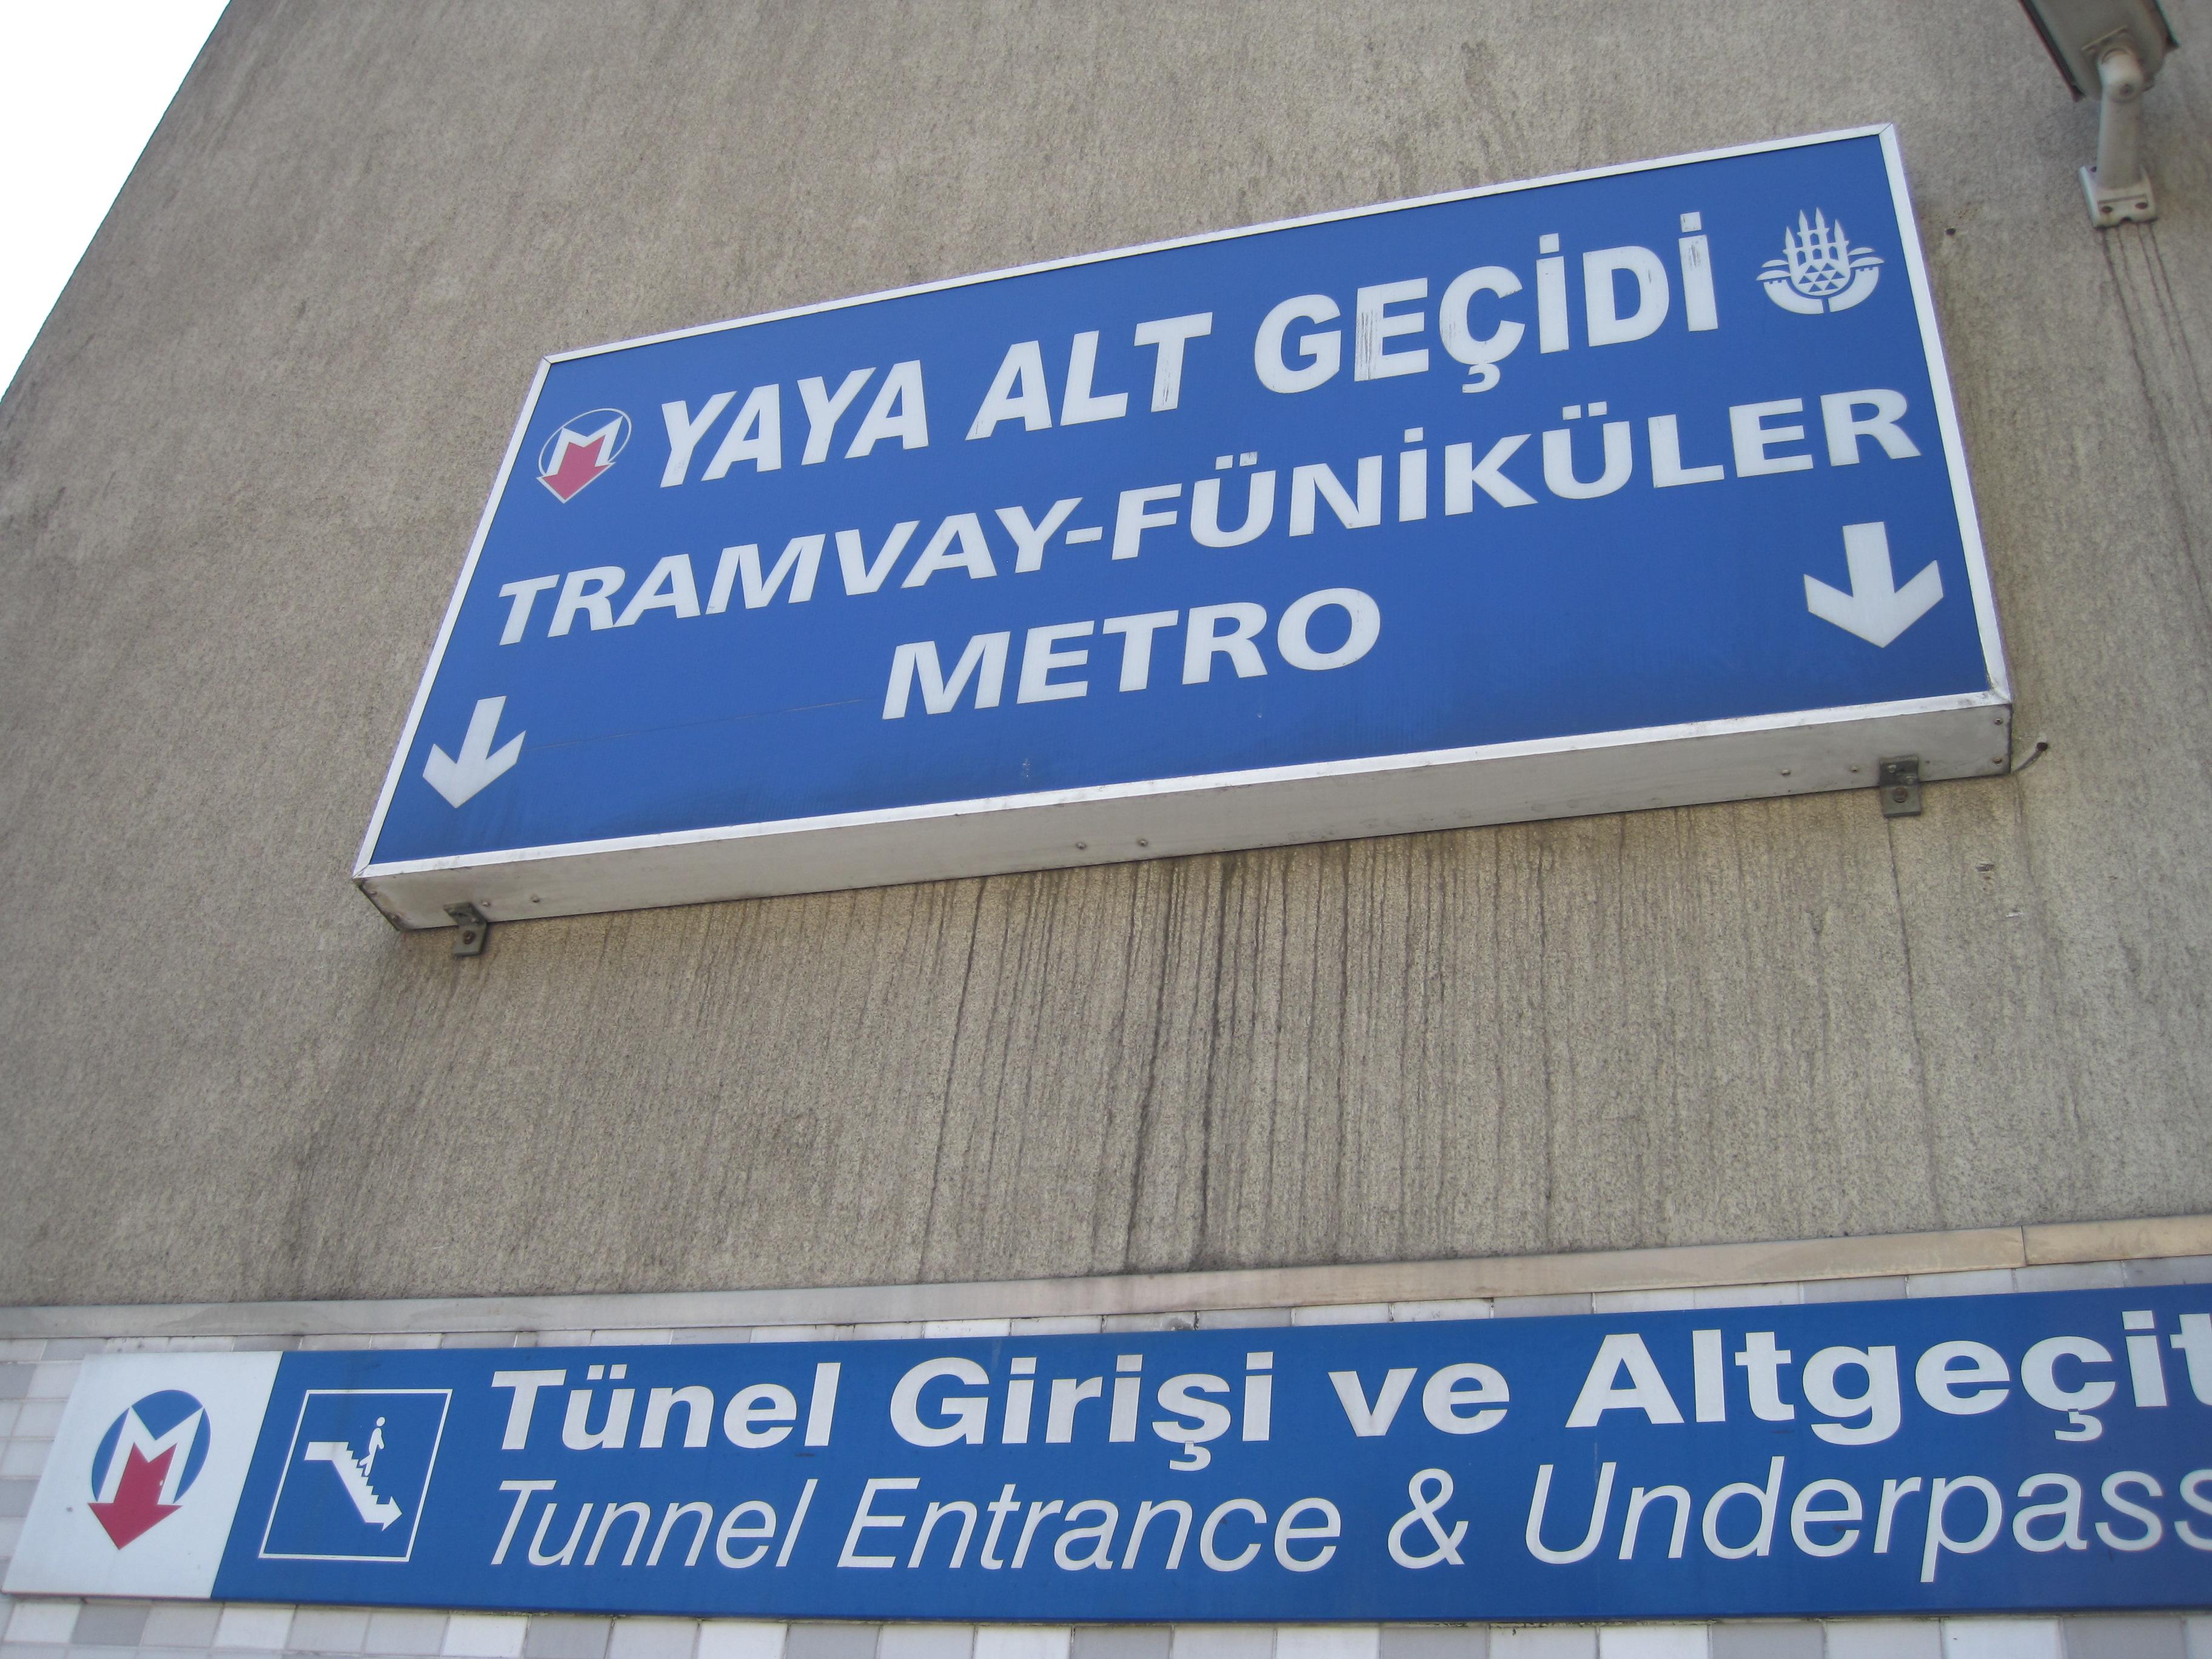 YAYA ALT GEÇİDİ
TRAMVAY-FÜNİKÜLER
METRO
M
Tünel Girişi ve Altgeçit
Tunnel Entrance & Underpass